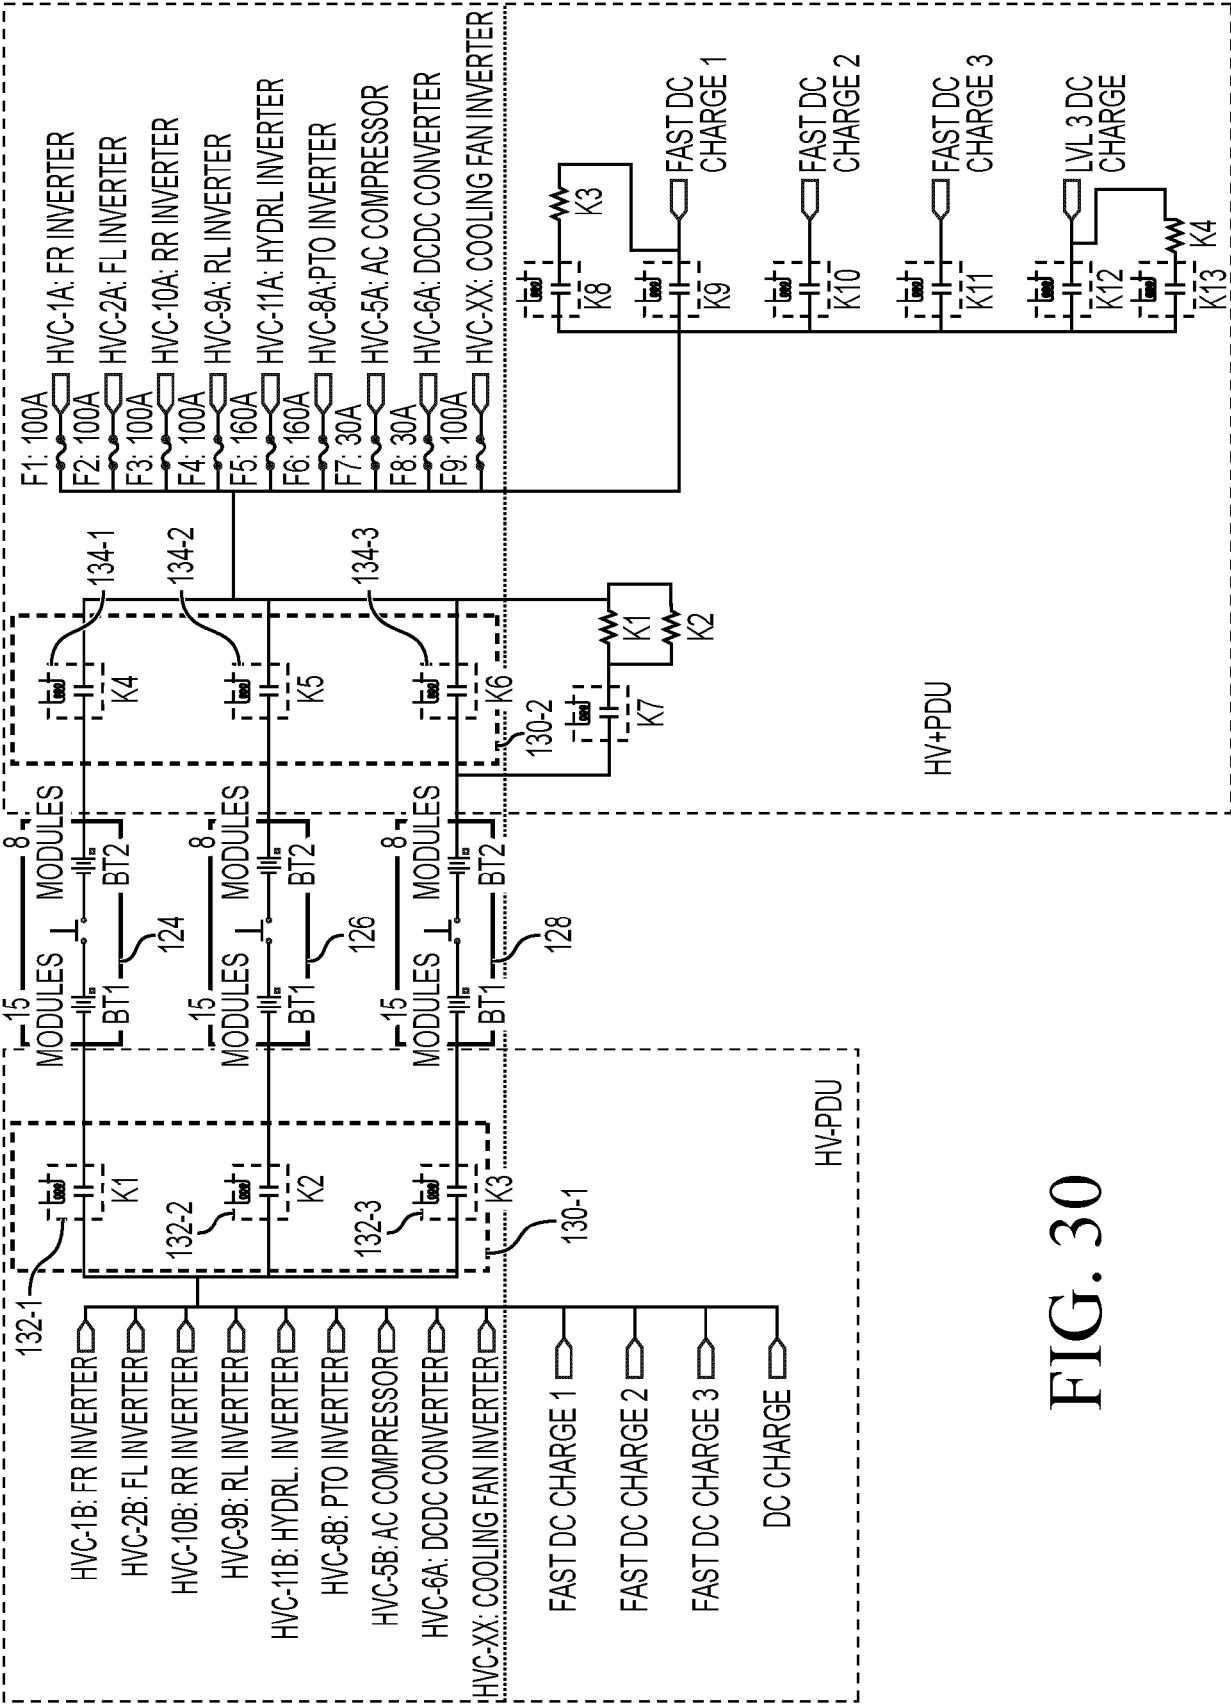 132-1
HVC-1B: FR INVERTER
HVC-2B: FL INVERTER
HVC-10B: RR INVERTER
HVC-9B: RL INVERTER
HVC-11B: HYDRL. INVERTER
HVC-8B: PTO INVERTER
HVC-5B: AC COMPRESSOR
HVC-6A: DCDC CONVERTER
HVC-XX: COOLING FAN INVERTER
FAST DC CHARGE 1
FAST DC CHARGE 2
FAST DC CHARGE 3
DC CHARGE
K1
132-2
K2
132-3
K3
130-1
HV-PDU
15
MODULES
8
MODULES
BT1
BT2
124
15
MODULES
8
MODULES
BT1
BT2
126
15
MODULES
8
MODULES
BT1
BT2
128
134-1
K4
134-2
K5
134-3
K6
130-2
K7
K1
K2
HV+PDU
F1: 100A
HVC-1A: FR INVERTER
F2: 100A
HVC-2A: FL INVERTER
F3: 100A
HVC-10A: RR INVERTER
F4: 100A
HVC-9A: RL INVERTER
F5: 160A
HVC-11A: HYDRL INVERTER
F6: 160A
HVC-8A:PTO INVERTER
F7: 30A
HVC-5A: AC COMPRESSOR
F8: 30A
HVC-6A: DCDC CONVERTER
F9: 100A
HVC-XX: COOLING FAN INVERTER
K8
K3
K9
FAST DC
CHARGE 1
K10
FAST DC
CHARGE 2
K11
FAST DC
CHARGE 3
K12
LVL 3 DC
CHARGE
K13
K4
FIG. 30